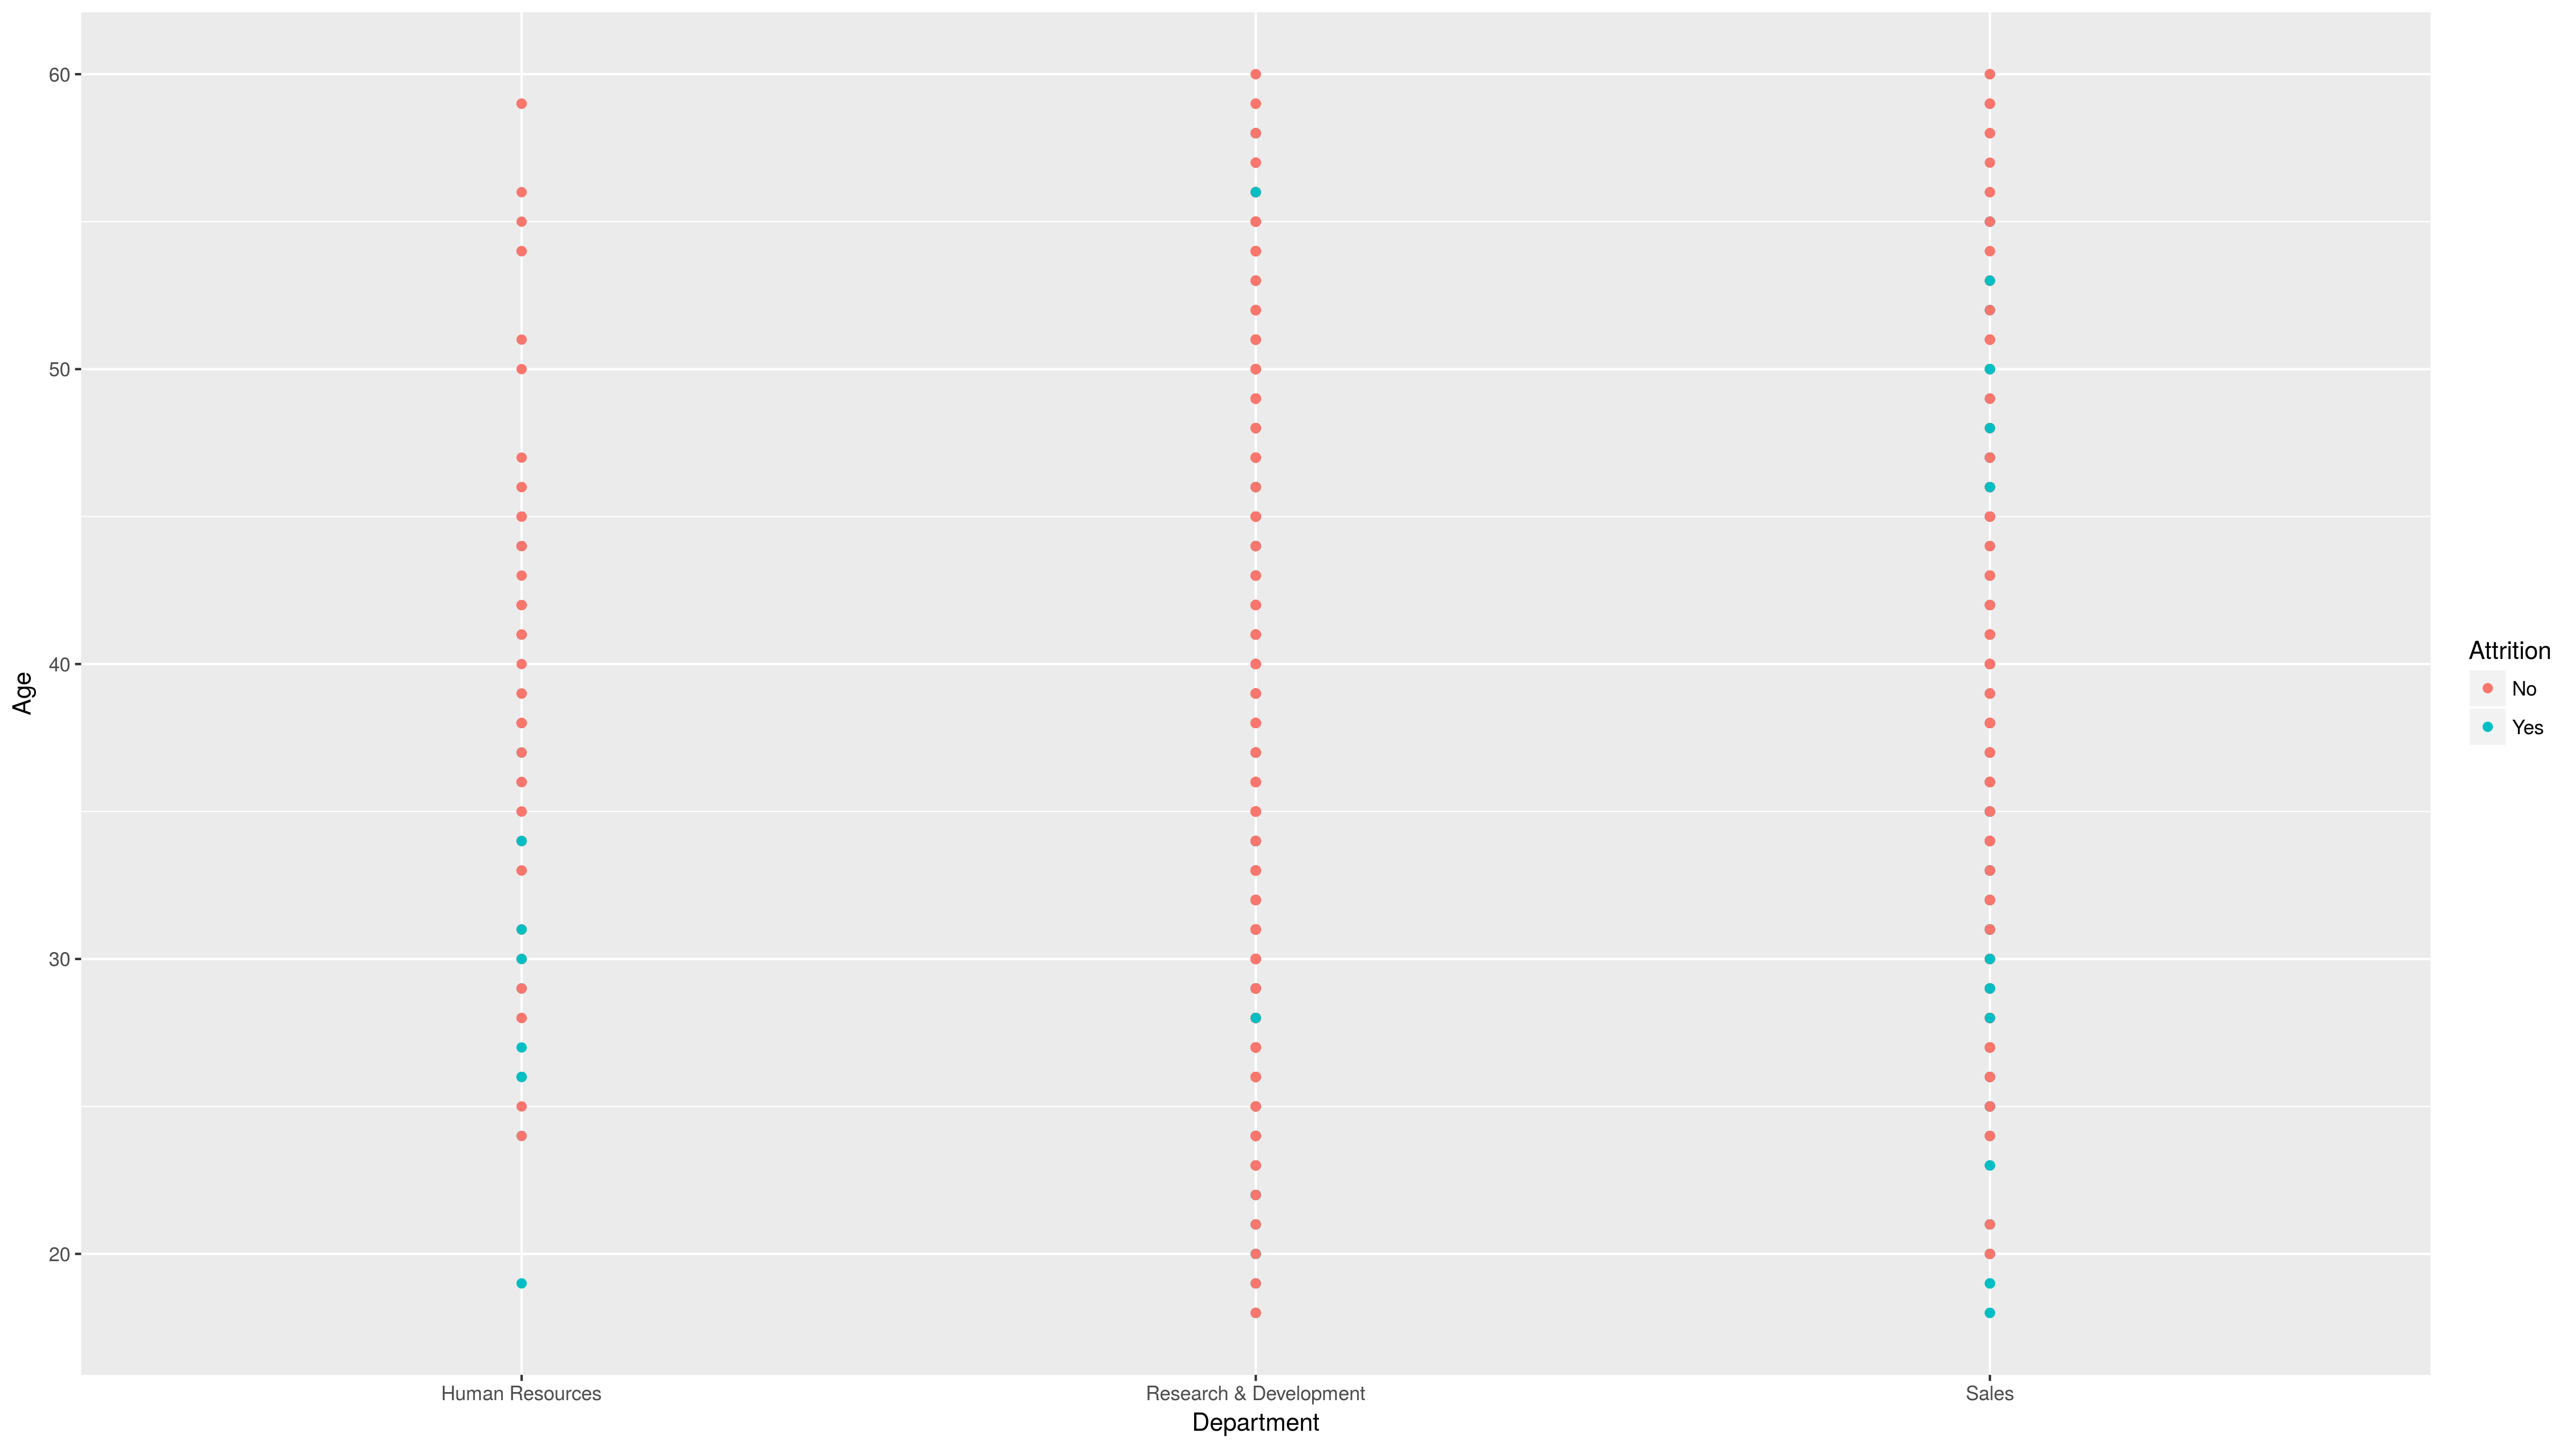 60
50
40
30
20
Age
Human Resources
Research & Development
Sales
Department
Attrition
No
Yes